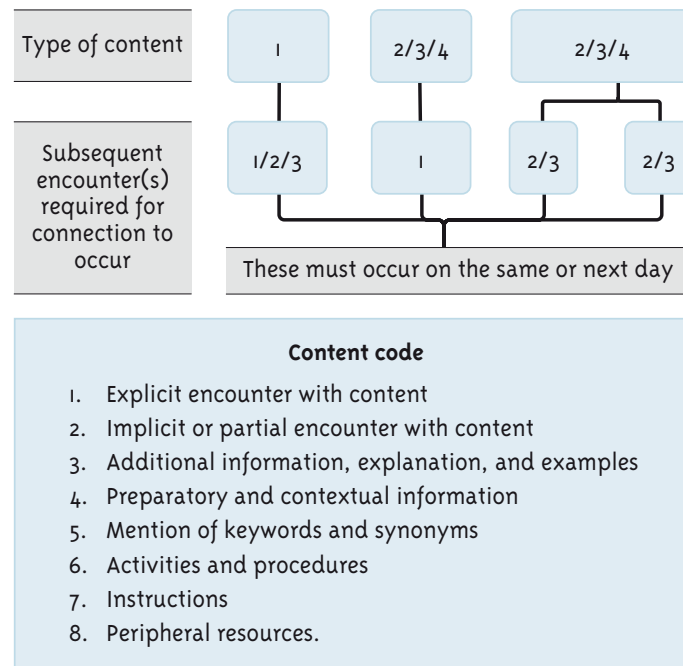 Type of content
1
2/3/4
2/3/4
Subsequent
encounter(s)
required for
connection to
occur
1/2/3
1
2/3
2/3
These must occur on the same or next day
Content code
1. Explicit encounter with content
2. Implicit or partial encounter with content
3. Additional information, explanation, and examples
4. Preparatory and contextual information
5. Mention of keywords and synonyms
6. Activities and procedures
7. Instructions
8. Peripheral resources.